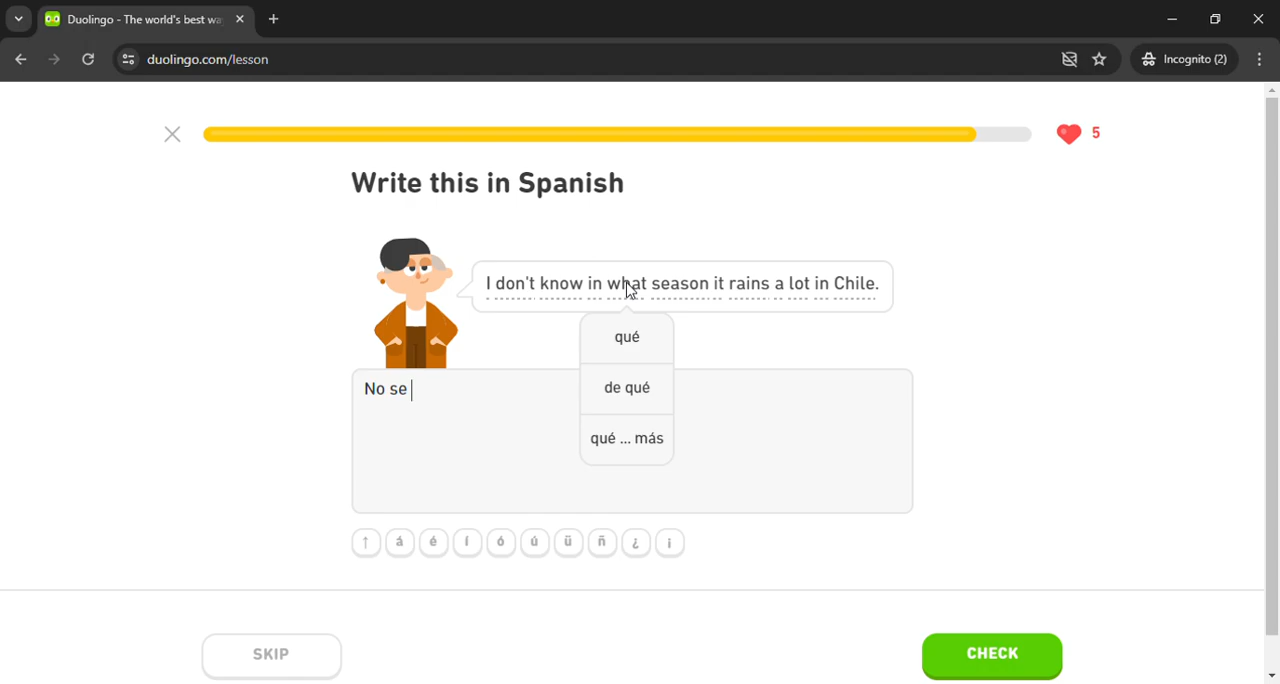 Duolingo - The world's best wa
duolingo.com/lesson
Incognito (2)
5
Write this in Spanish
I don't know in what season it rains a lot in Chile.
qué
de qué
qué ... más
No se
↑ á é í ó ú ü ñ ¿ ¡
SKIP
CHECK